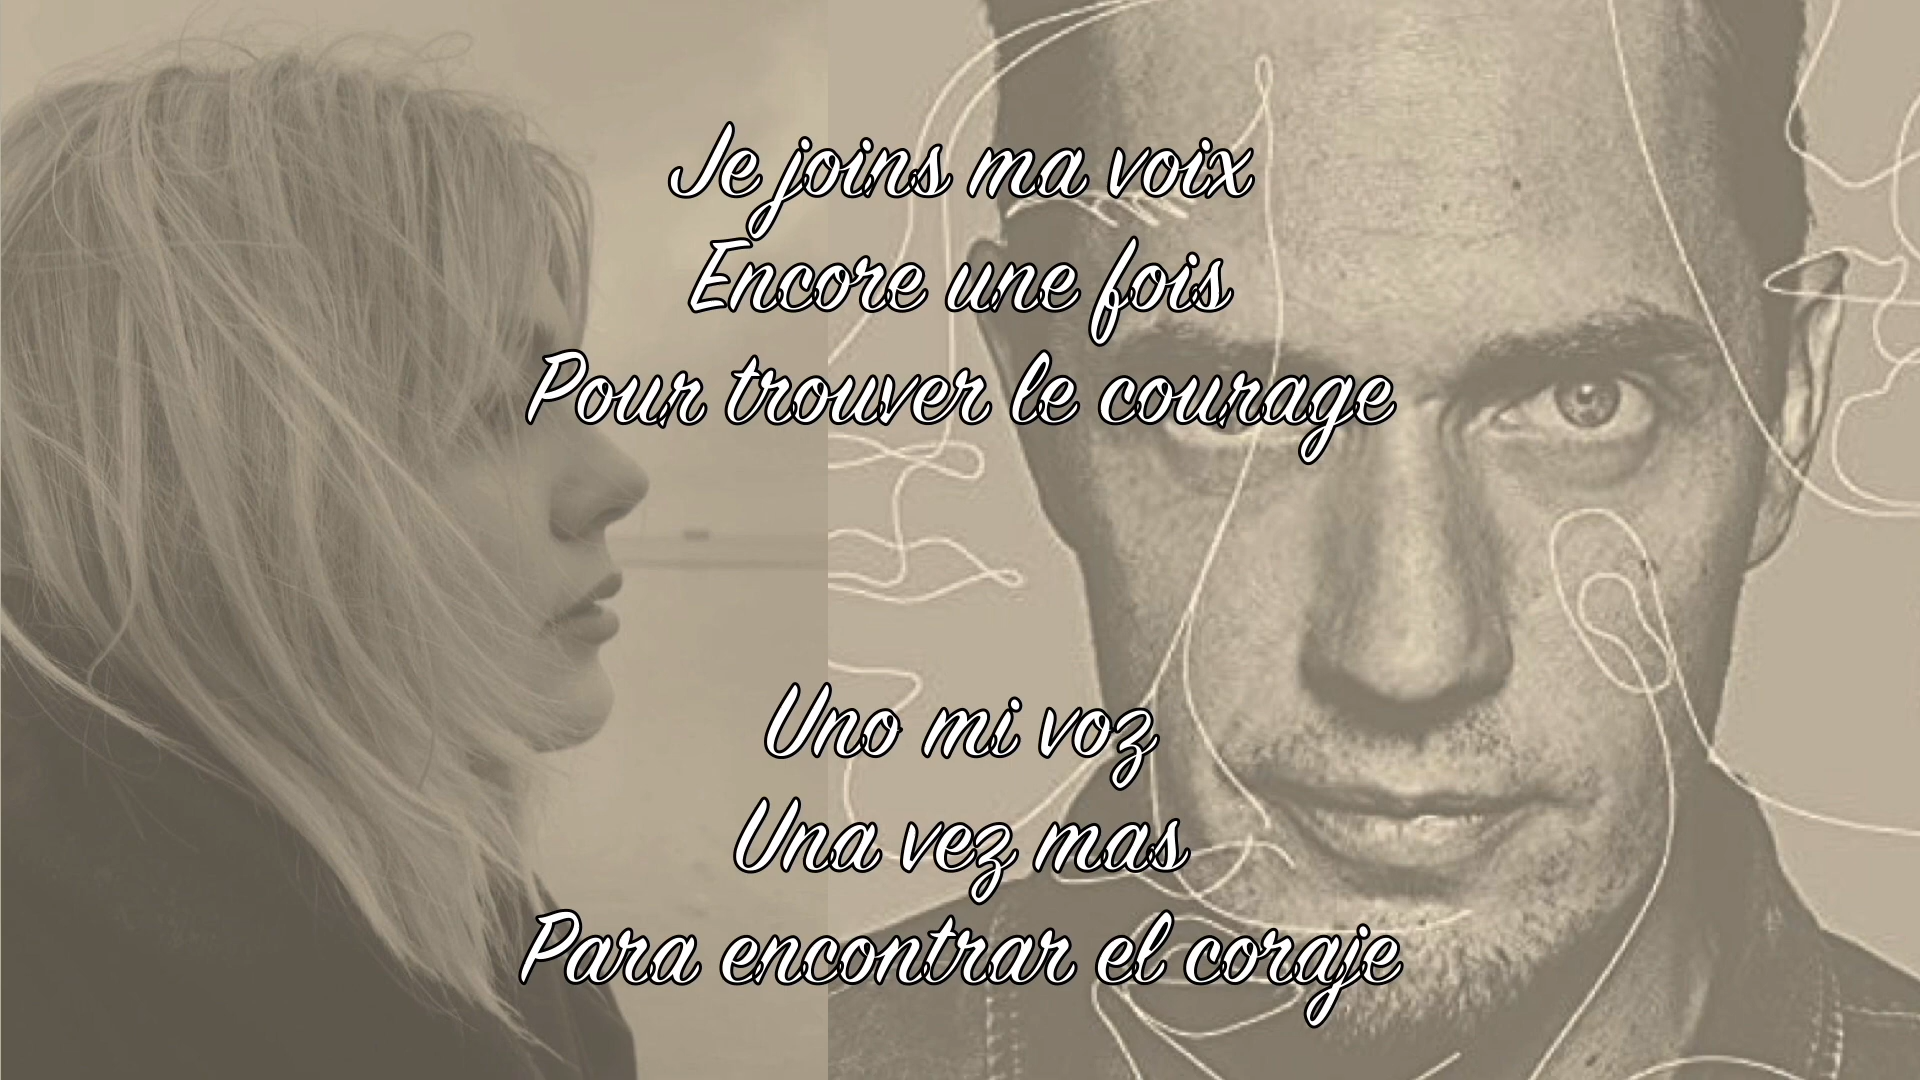 Je joins ma voix
Encore une fois
Pour trouver le courage
Uno mi voz
Una vez mas
Para encontrar el coraje